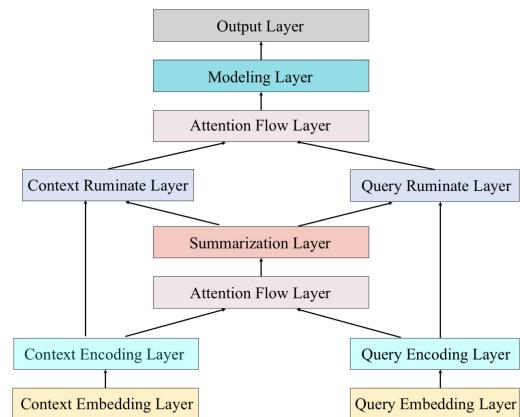 Output Layer
Modeling Layer
Attention Flow Layer
Context Ruminate Layer
Query Ruminate Layer
Summarization Layer
Attention Flow Layer
Context Encoding Layer
Query Encoding Layer
Context Embedding Layer
Query Embedding Layer